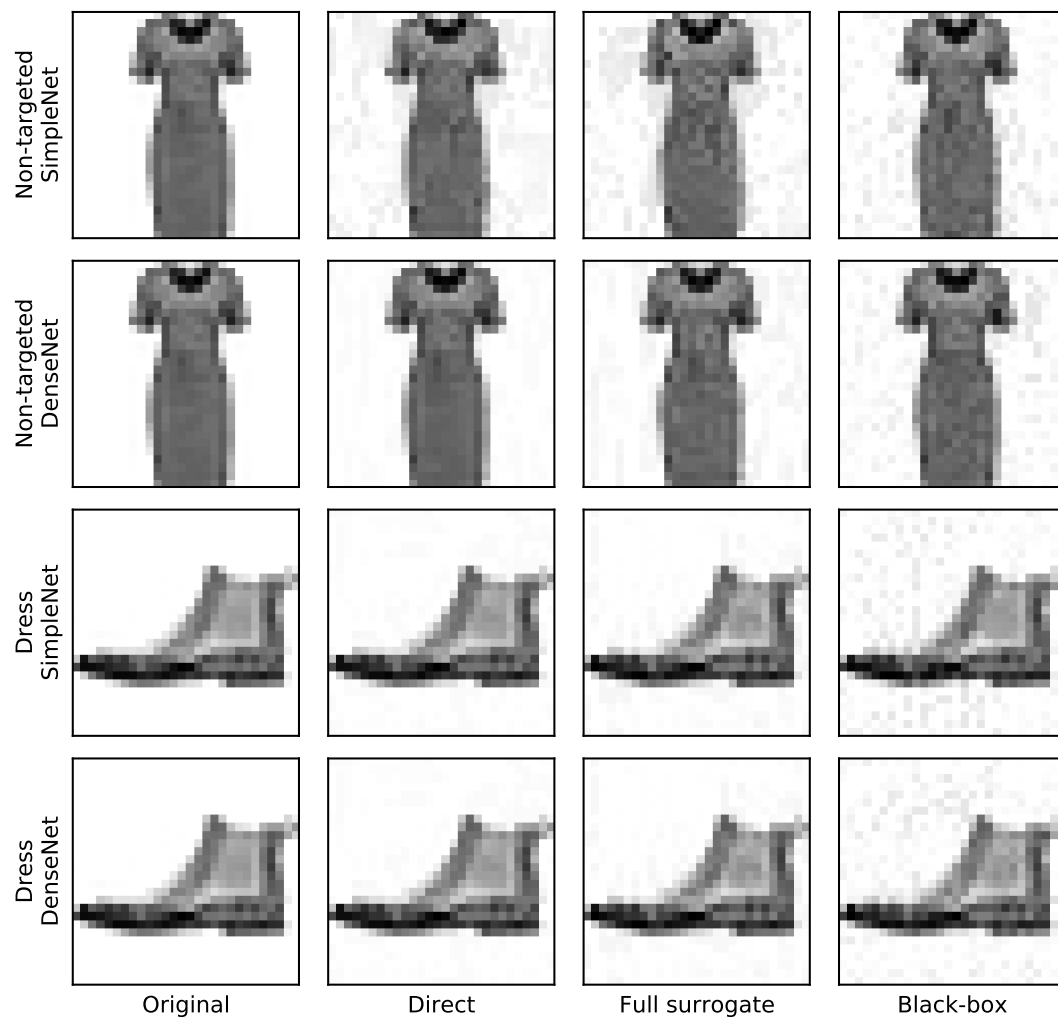 Non-targeted
SimpleNet
Non-targeted
DenseNet
Dress
SimpleNet
Dress
DenseNet
Original
Direct
Full surrogate
Black-box